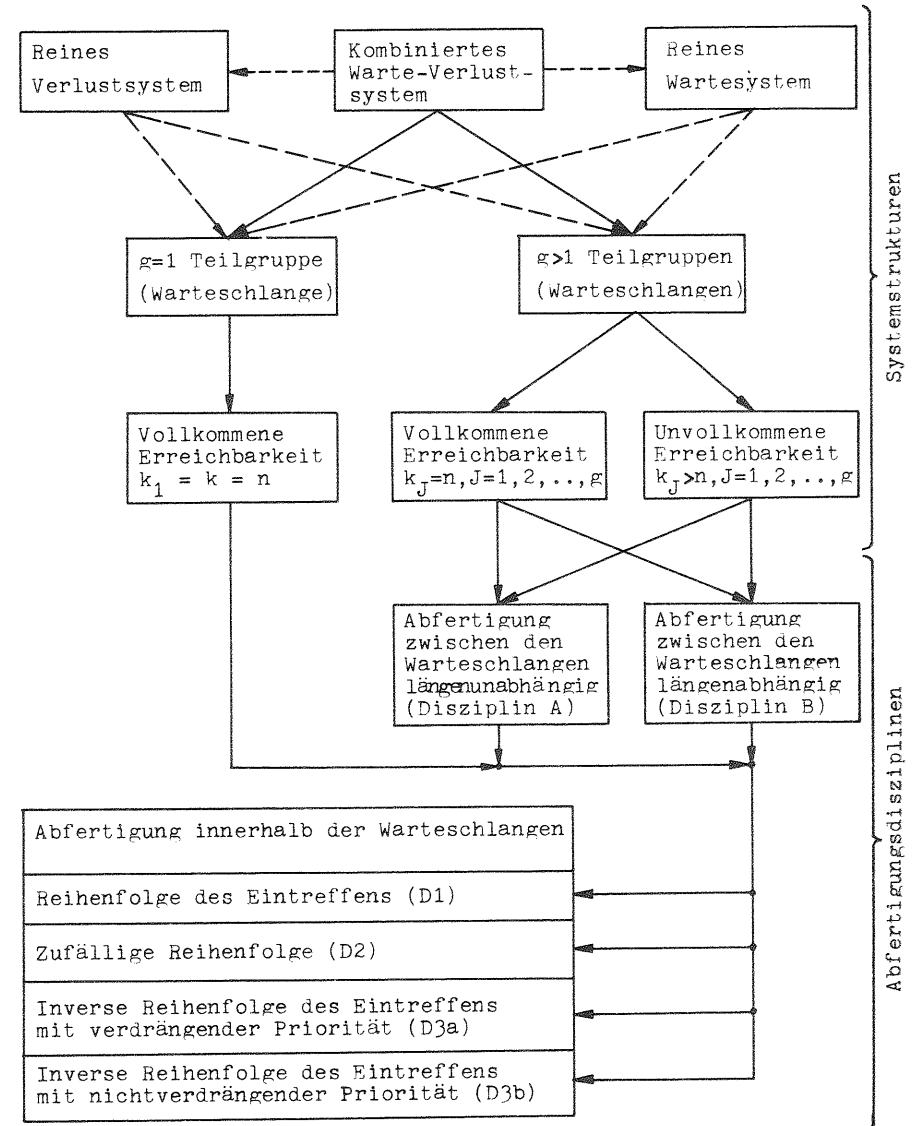 Reines
Verlustsystem
Kombiniertes
Warte-Verlust-
system
Reines
Wartesystem
g=1 Teilgruppe
(Warteschlange)
g>1 Teilgruppen
(Warteschlangen)
Vollkommene
Erreichbarkeit
k₁ = k = n
Vollkommene
Erreichbarkeit
k_J=n,J=1,2,..,g
Unvollkommene
Erreichbarkeit
k_J>n,J=1,2,..,g
Systemstrukturen
Abfertigung
zwischen den
Warteschlangen
längenunabhängig
(Disziplin A)
Abfertigung
zwischen den
Warteschlangen
längenabhängig
(Disziplin B)
Abfertigung innerhalb der Warteschlangen
Reihenfolge des Eintreffens (D1)
Zufällige Reihenfolge (D2)
Inverse Reihenfolge des Eintreffens
mit verdrängender Priorität (D3a)
Inverse Reihenfolge des Eintreffens
mit nichtverdrängender Priorität (D3b)
Abfertigungsdisziplinen